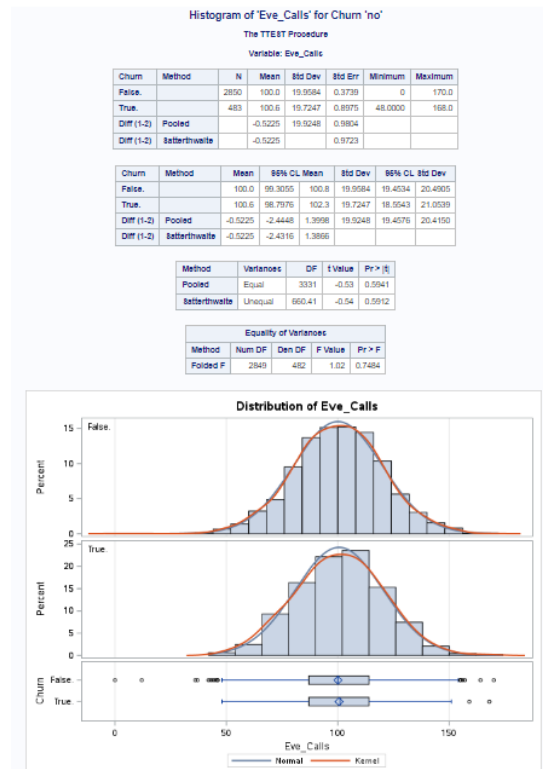 Histogram of 'Eve_Calls' for Churn 'no'
The TTEST Procedure
Variable: Eve_Calls
Churn Method N Mean Std Dev Std Err Minimum Maximum
False. 2850 100.0 19.9584 0.3739 0 170.0
True. 483 100.6 19.7247 0.8975 48.0000 168.0
Diff (1-2) Pooled -0.5225 19.9248 0.9804
Diff (1-2) Satterthwaite -0.5225 0.9723
Churn Method Mean 95% CL Mean Std Dev 95% CL Std Dev
False. 100.0 99.3055 100.8 19.9584 19.4534 20.4905
True. 100.6 98.7976 102.3 19.7247 18.5543 21.0539
Diff (1-2) Pooled -0.5225 -2.4448 1.3998 19.9248 19.4576 20.4150
Diff (1-2) Satterthwaite -0.5225 -2.4316 1.3866
Method Variances DF t Value Pr > |t|
Pooled Equal 3331 -0.53 0.5941
Satterthwaite Unequal 660.41 -0.54 0.5912
Equality of Variances
Method Num DF Den DF F Value Pr > F
Folded F 2849 482 1.02 0.7484
Distribution of Eve_Calls
False.
15
10
5
0
Percent
True.
25
20
15
10
5
0
Percent
Churn
False.
True.
0 50 100 150
Eve_Calls
Normal Kernel